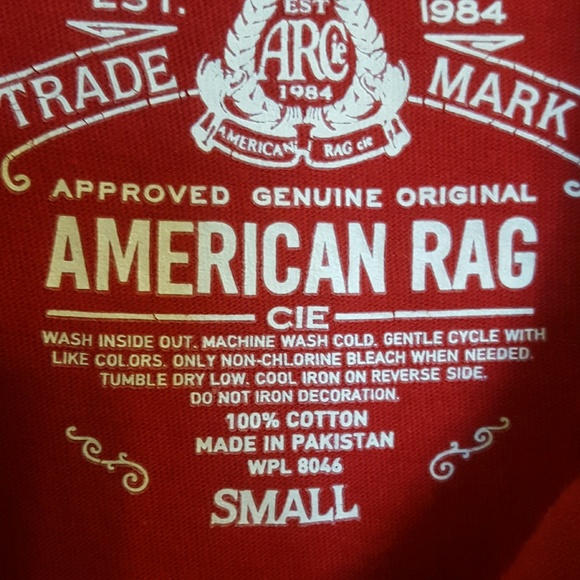 EST. EST 1984
ARCie
1984
TRADE MARK
AMERICAN RAG cie
APPROVED GENUINE ORIGINAL
AMERICAN RAG
CIE
WASH INSIDE OUT. MACHINE WASH COLD. GENTLE CYCLE WITH
LIKE COLORS. ONLY NON-CHLORINE BLEACH WHEN NEEDED.
TUMBLE DRY LOW. COOL IRON ON REVERSE SIDE.
DO NOT IRON DECORATION.
100% COTTON
MADE IN PAKISTAN
WPL 8046
SMALL